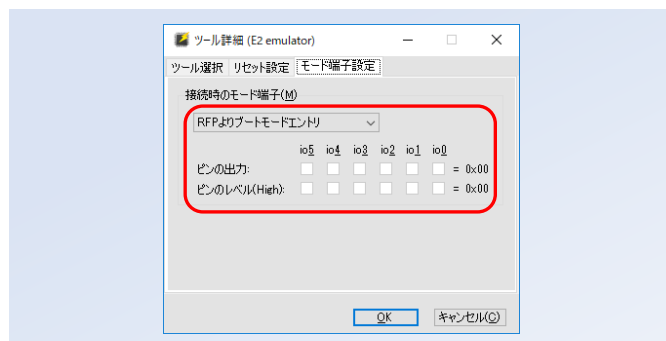 ツール詳細 (E2 emulator)
ツール選択 リセット設定 モード端子設定
接続時のモード端子(M)
RFPよりブートモードエントリ
io5 io4 io3 io2 io1 io0
ピンの出力: = 0x00
ピンのレベル(High): = 0x00
OK キャンセル(C)